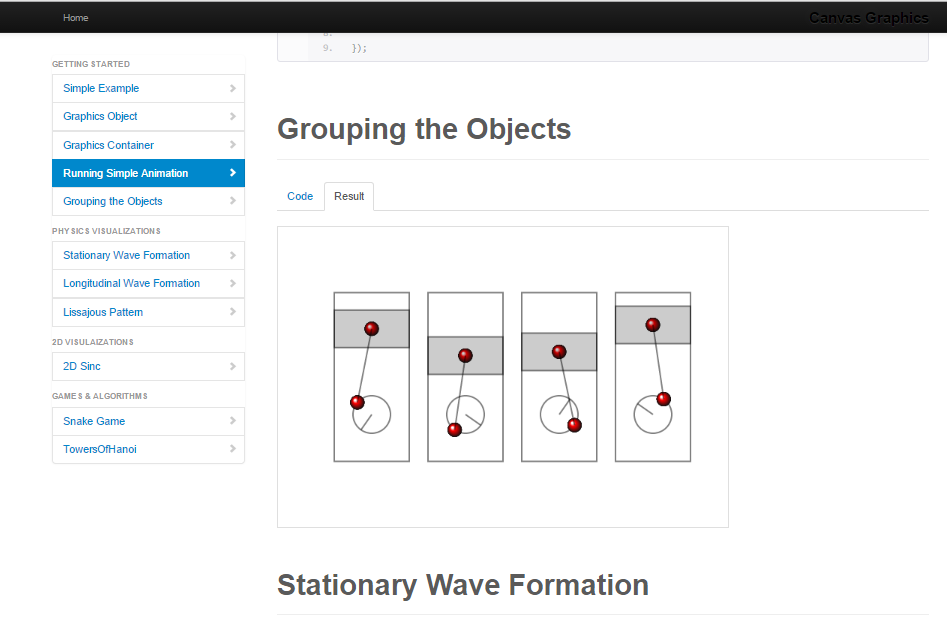 Home
Canvas Graphics
9. });
GETTING STARTED
Simple Example
Graphics Object
Graphics Container
Running Simple Animation
Grouping the Objects
PHYSICS VISUALIZATIONS
Stationary Wave Formation
Longitudinal Wave Formation
Lissajous Pattern
2D VISULAIZATIONS
2D Sinc
GAMES & ALGORITHMS
Snake Game
TowersOfHanoi
Grouping the Objects
Code
Result
Stationary Wave Formation